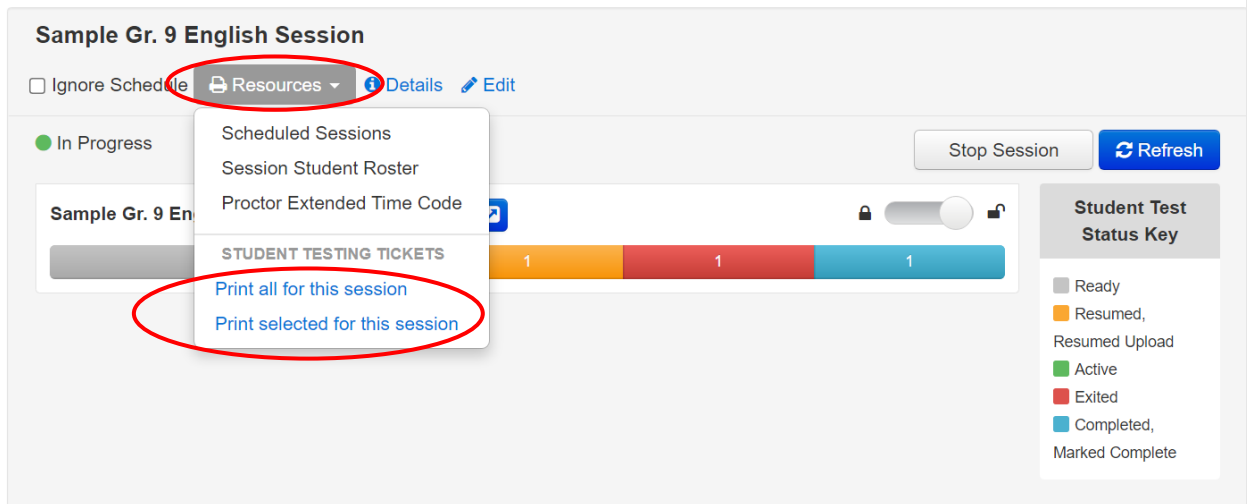 Sample Gr. 9 English Session
Ignore Schedule Resources Details Edit
Scheduled Sessions
Session Student Roster
Proctor Extended Time Code
STUDENT TESTING TICKETS
Print all for this session
Print selected for this session
In Progress
Stop Session Refresh
Sample Gr. 9 En
1 1 1
Student Test
Status Key
Ready
Resumed,
Resumed Upload
Active
Exited
Completed,
Marked Complete